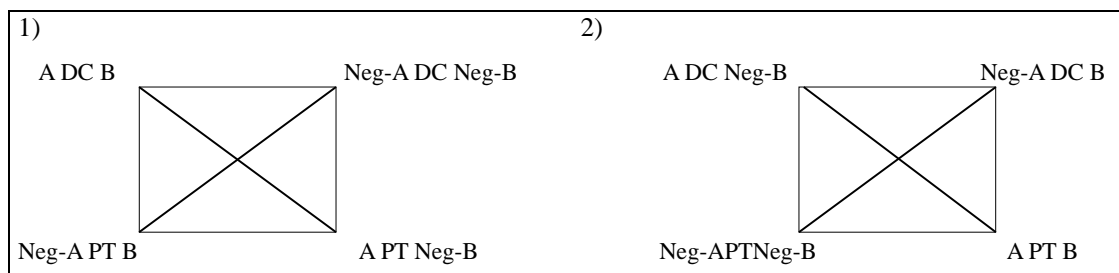 1) 2)
A DC B Neg-A DC Neg-B A DC Neg-B Neg-A DC B
Neg-A PT B A PT Neg-B Neg-APTNeg-B A PT B